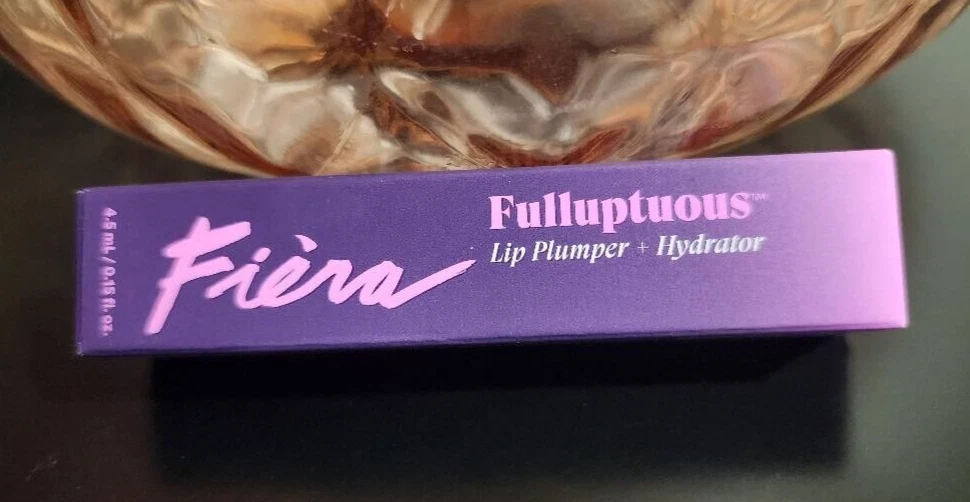 4.5 mL / 0.15 fl. oz.
Fièra
Fulluptuous™
Lip Plumper + Hydrator